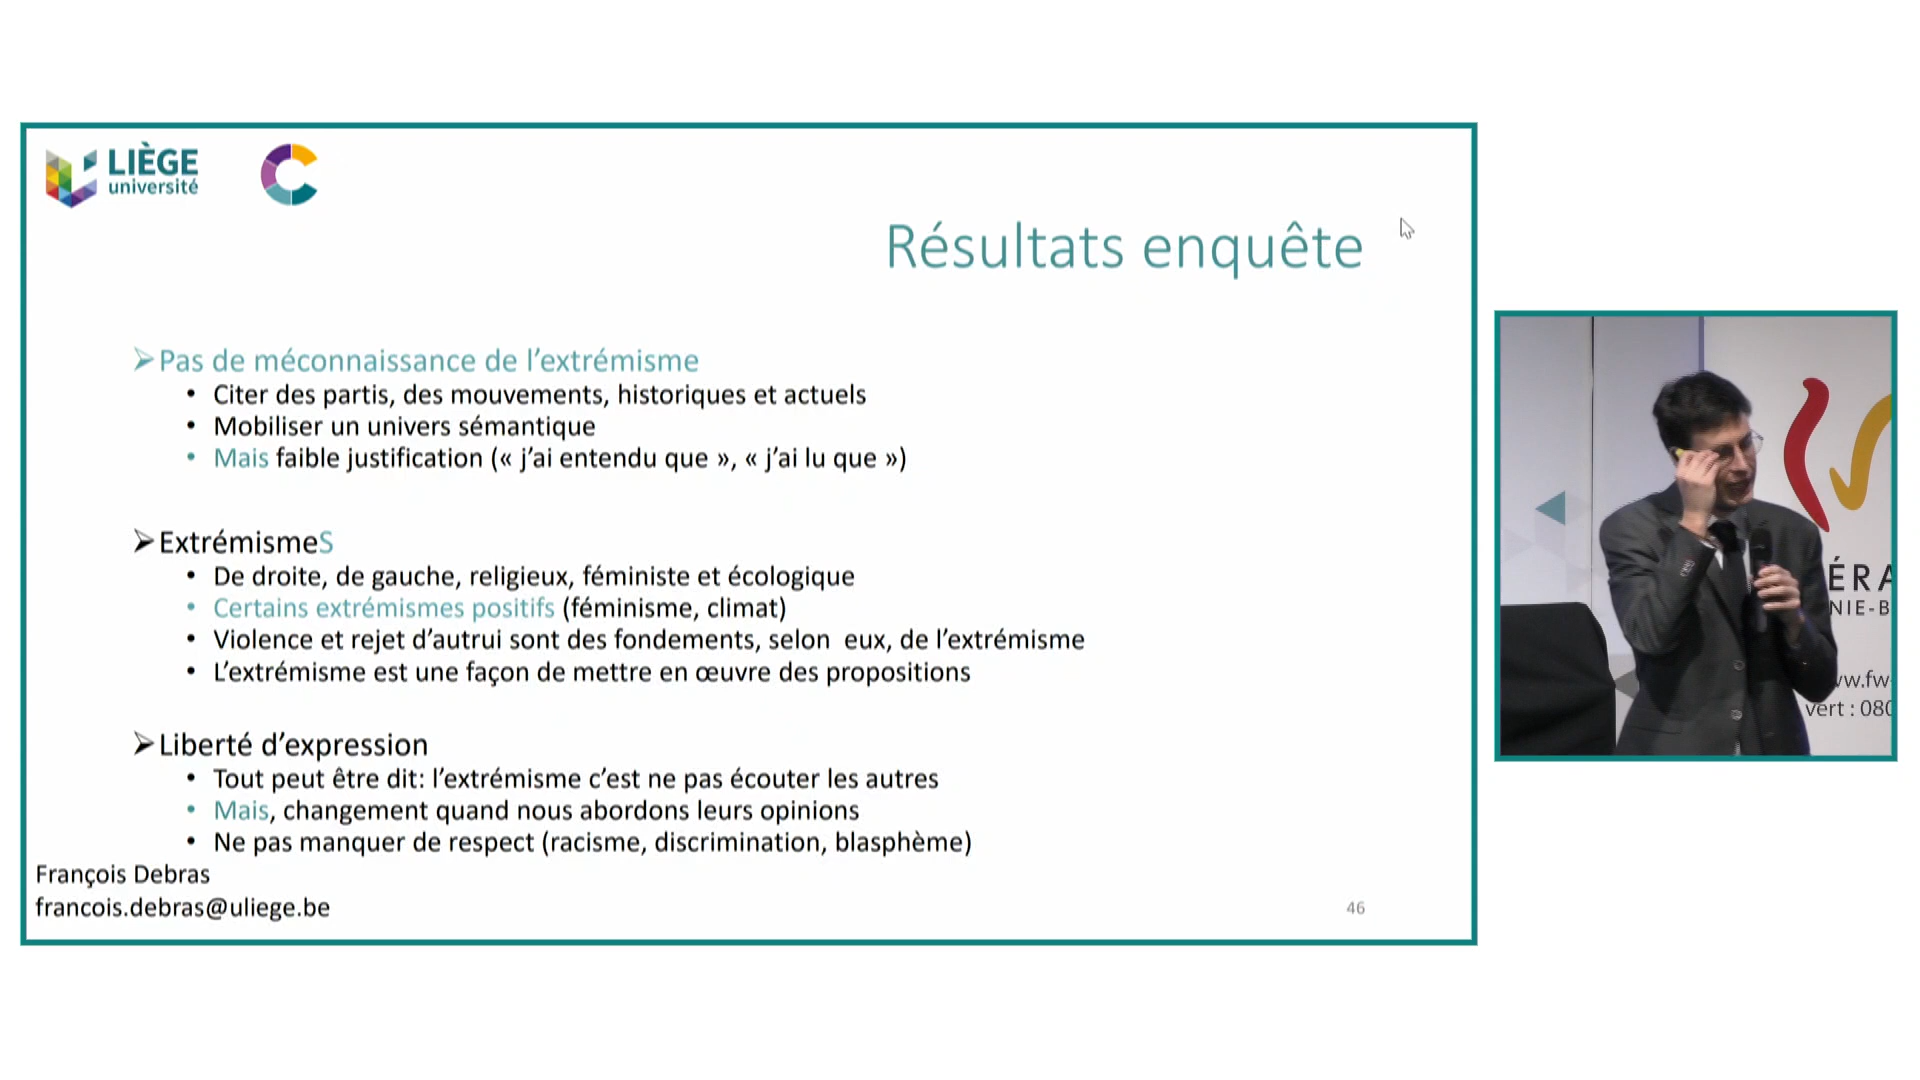 LIÈGE
université
Résultats enquête
➢Pas de méconnaissance de l’extrémisme
• Citer des partis, des mouvements, historiques et actuels
• Mobiliser un univers sémantique
• Mais faible justification (« j’ai entendu que », « j’ai lu que »)
➢ExtrémismeS
• De droite, de gauche, religieux, féministe et écologique
• Certains extrémismes positifs (féminisme, climat)
• Violence et rejet d’autrui sont des fondements, selon eux, de l’extrémisme
• L’extrémisme est une façon de mettre en œuvre des propositions
➢Liberté d’expression
• Tout peut être dit: l’extrémisme c’est ne pas écouter les autres
• Mais, changement quand nous abordons leurs opinions
• Ne pas manquer de respect (racisme, discrimination, blasphème)
François Debras
francois.debras@uliege.be
46
ÉRA
NIE-B
w.fw-
vert : 080